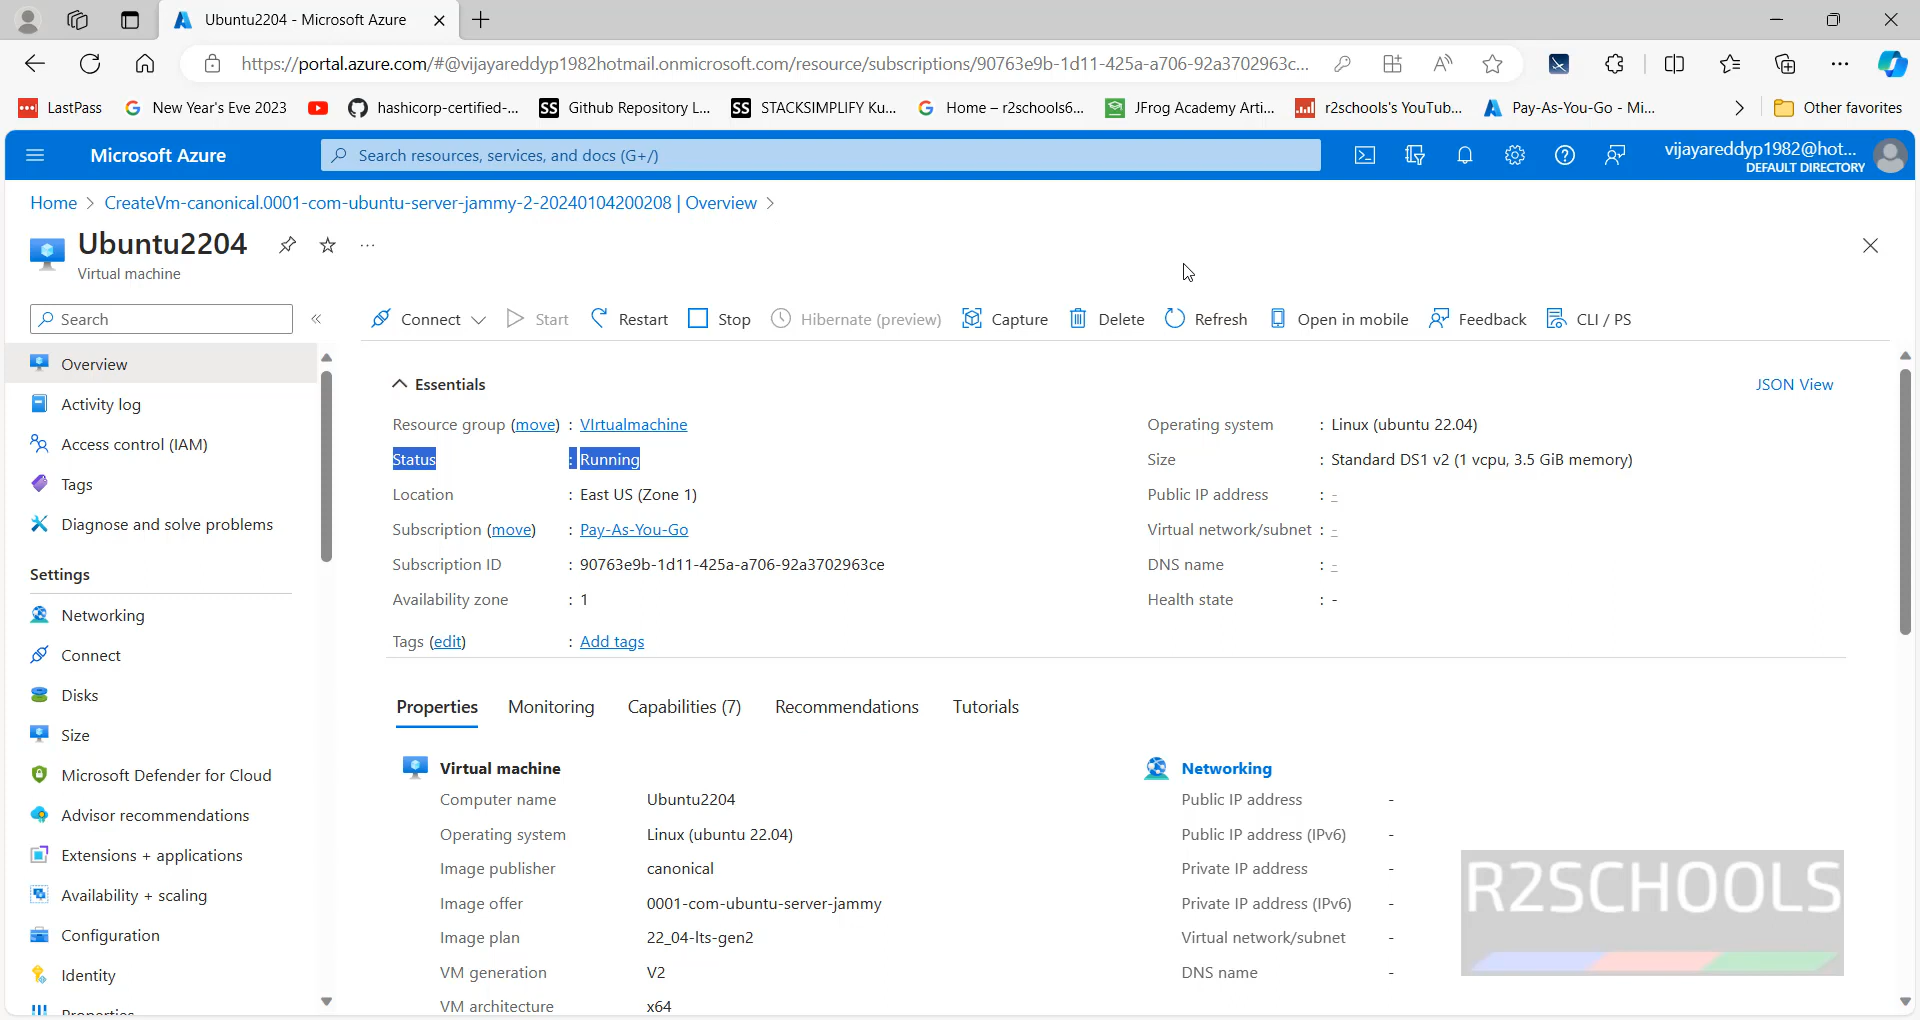 Ubuntu2204 - Microsoft Azure
https://portal.azure.com/#@vijayareddyp1982hotmail.onmicrosoft.com/resource/subscriptions/90763e9b-1d11-425a-a706-92a3702963c...
LastPass New Year's Eve 2023 hashicorp-certified-... Github Repository L... STACKSIMPLIFY Ku... Home – r2schools6... JFrog Academy Arti... r2schools's YouTub... Pay-As-You-Go - Mi... Other favorites
Microsoft Azure Search resources, services, and docs (G+/) vijayareddyp1982@hot...
DEFAULT DIRECTORY
Home > CreateVm-canonical.0001-com-ubuntu-server-jammy-2-20240104200208 | Overview >
Ubuntu2204 ...
Virtual machine
Search «
Connect Start Restart Stop Hibernate (preview) Capture Delete Refresh Open in mobile Feedback CLI / PS
Overview
Activity log
Access control (IAM)
Tags
Diagnose and solve problems
Settings
Networking
Connect
Disks
Size
Microsoft Defender for Cloud
Advisor recommendations
Extensions + applications
Availability + scaling
Configuration
Identity
Properties
Essentials JSON View
Resource group (move) : VIrtualmachine
Status : Running
Location : East US (Zone 1)
Subscription (move) : Pay-As-You-Go
Subscription ID : 90763e9b-1d11-425a-a706-92a3702963ce
Availability zone : 1
Tags (edit) : Add tags
Operating system : Linux (ubuntu 22.04)
Size : Standard DS1 v2 (1 vcpu, 3.5 GiB memory)
Public IP address : -
Virtual network/subnet : -
DNS name : -
Health state : -
Properties Monitoring Capabilities (7) Recommendations Tutorials
Virtual machine
Computer name Ubuntu2204
Operating system Linux (ubuntu 22.04)
Image publisher canonical
Image offer 0001-com-ubuntu-server-jammy
Image plan 22_04-lts-gen2
VM generation V2
VM architecture x64
Networking
Public IP address -
Public IP address (IPv6) -
Private IP address -
Private IP address (IPv6) -
Virtual network/subnet -
DNS name -
R2SCHOOLS